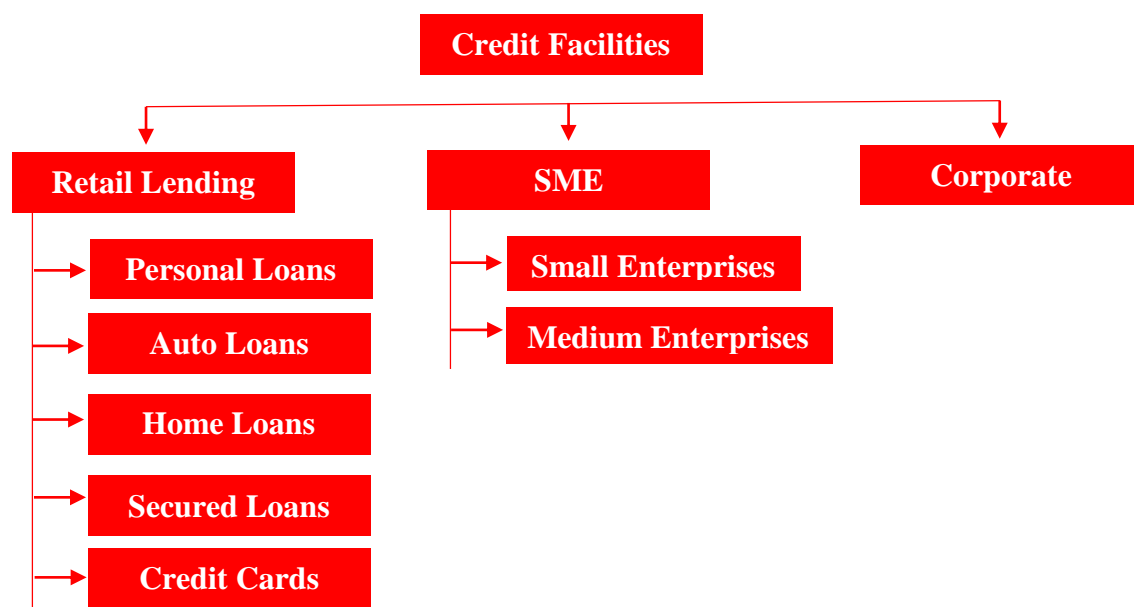 Credit Facilities
Retail Lending
SME
Corporate
Personal Loans
Auto Loans
Home Loans
Secured Loans
Credit Cards
Small Enterprises
Medium Enterprises